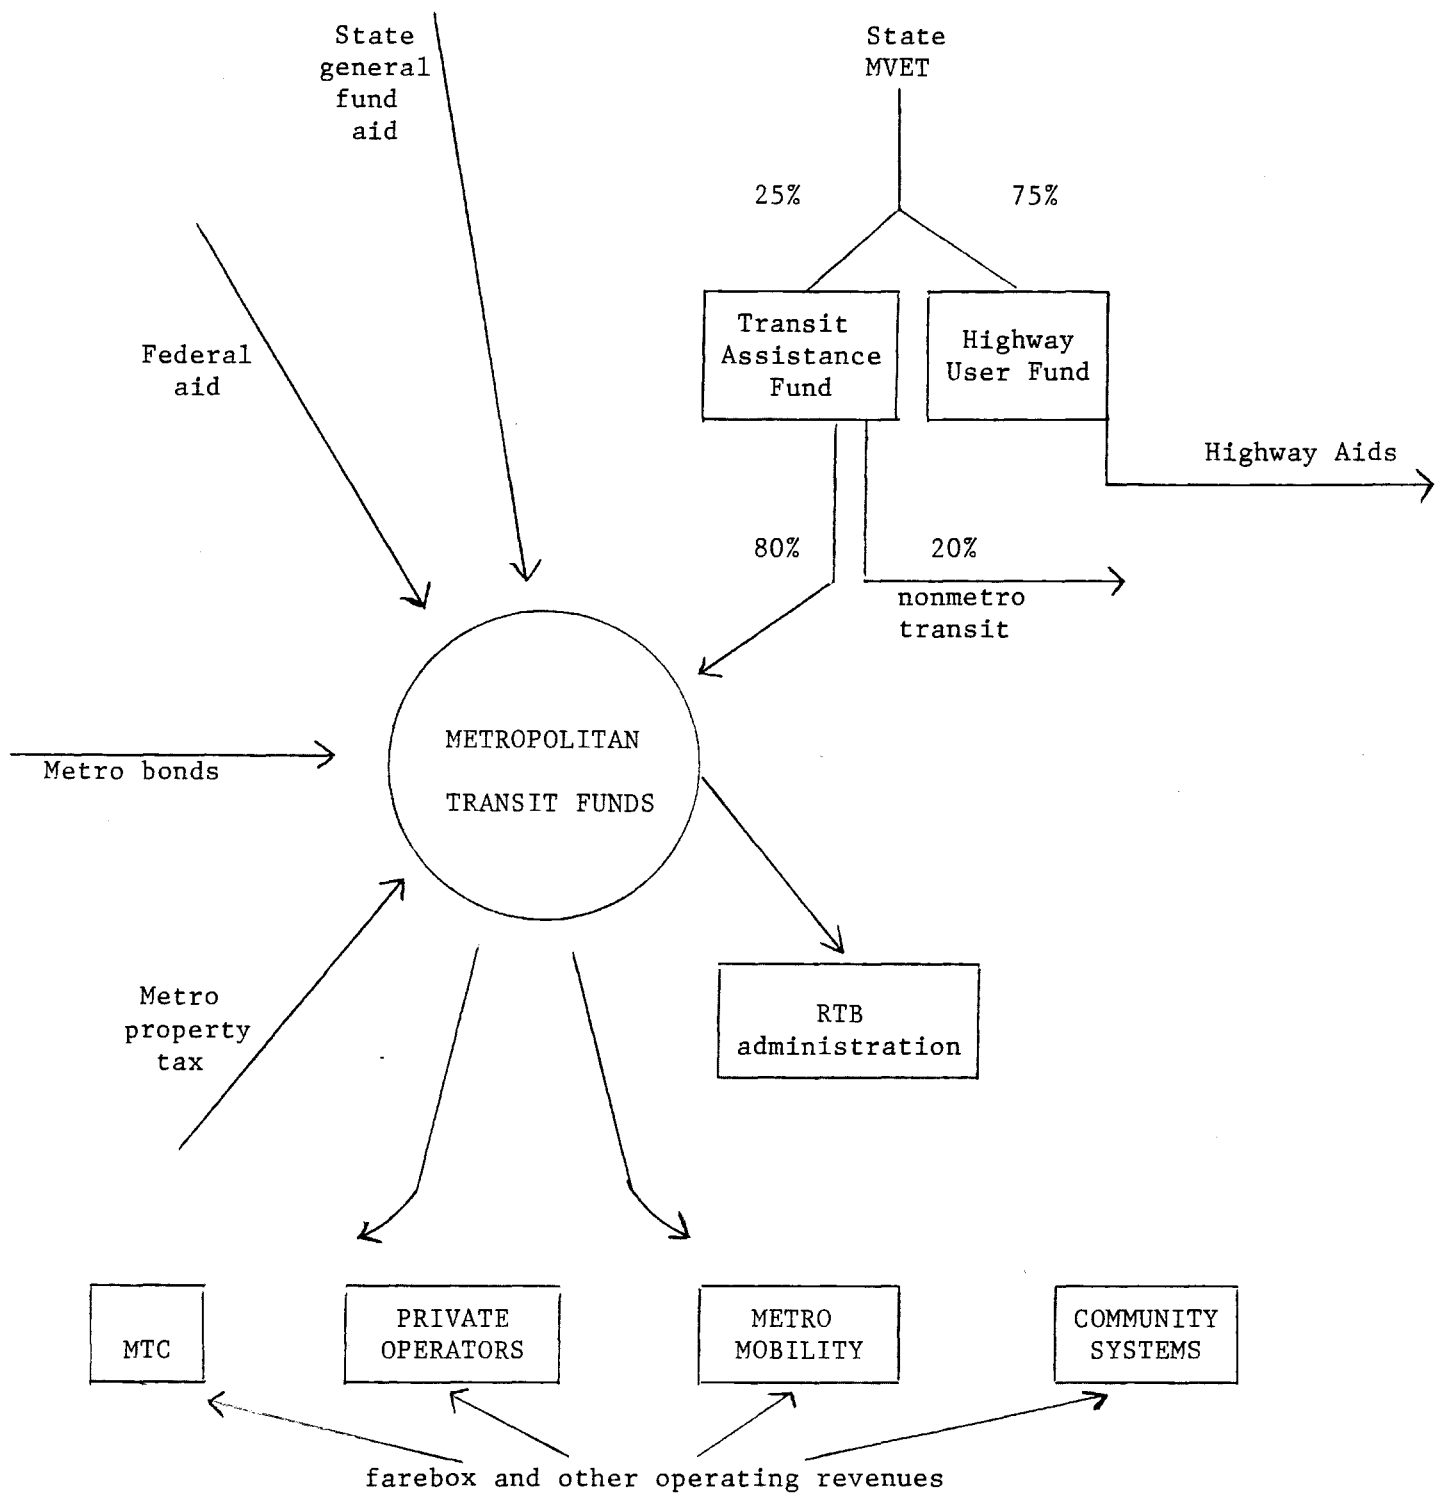 State
general
fund
aid
State
MVET
25%
75%
Transit
Assistance
Fund
Highway
User Fund
Federal
aid
Highway Aids
80%
20%
nonmetro
transit
METROPOLITAN
TRANSIT FUNDS
Metro bonds
Metro
property
tax
RTB
administration
MTC
PRIVATE
OPERATORS
METRO
MOBILITY
COMMUNITY
SYSTEMS
farebox and other operating revenues